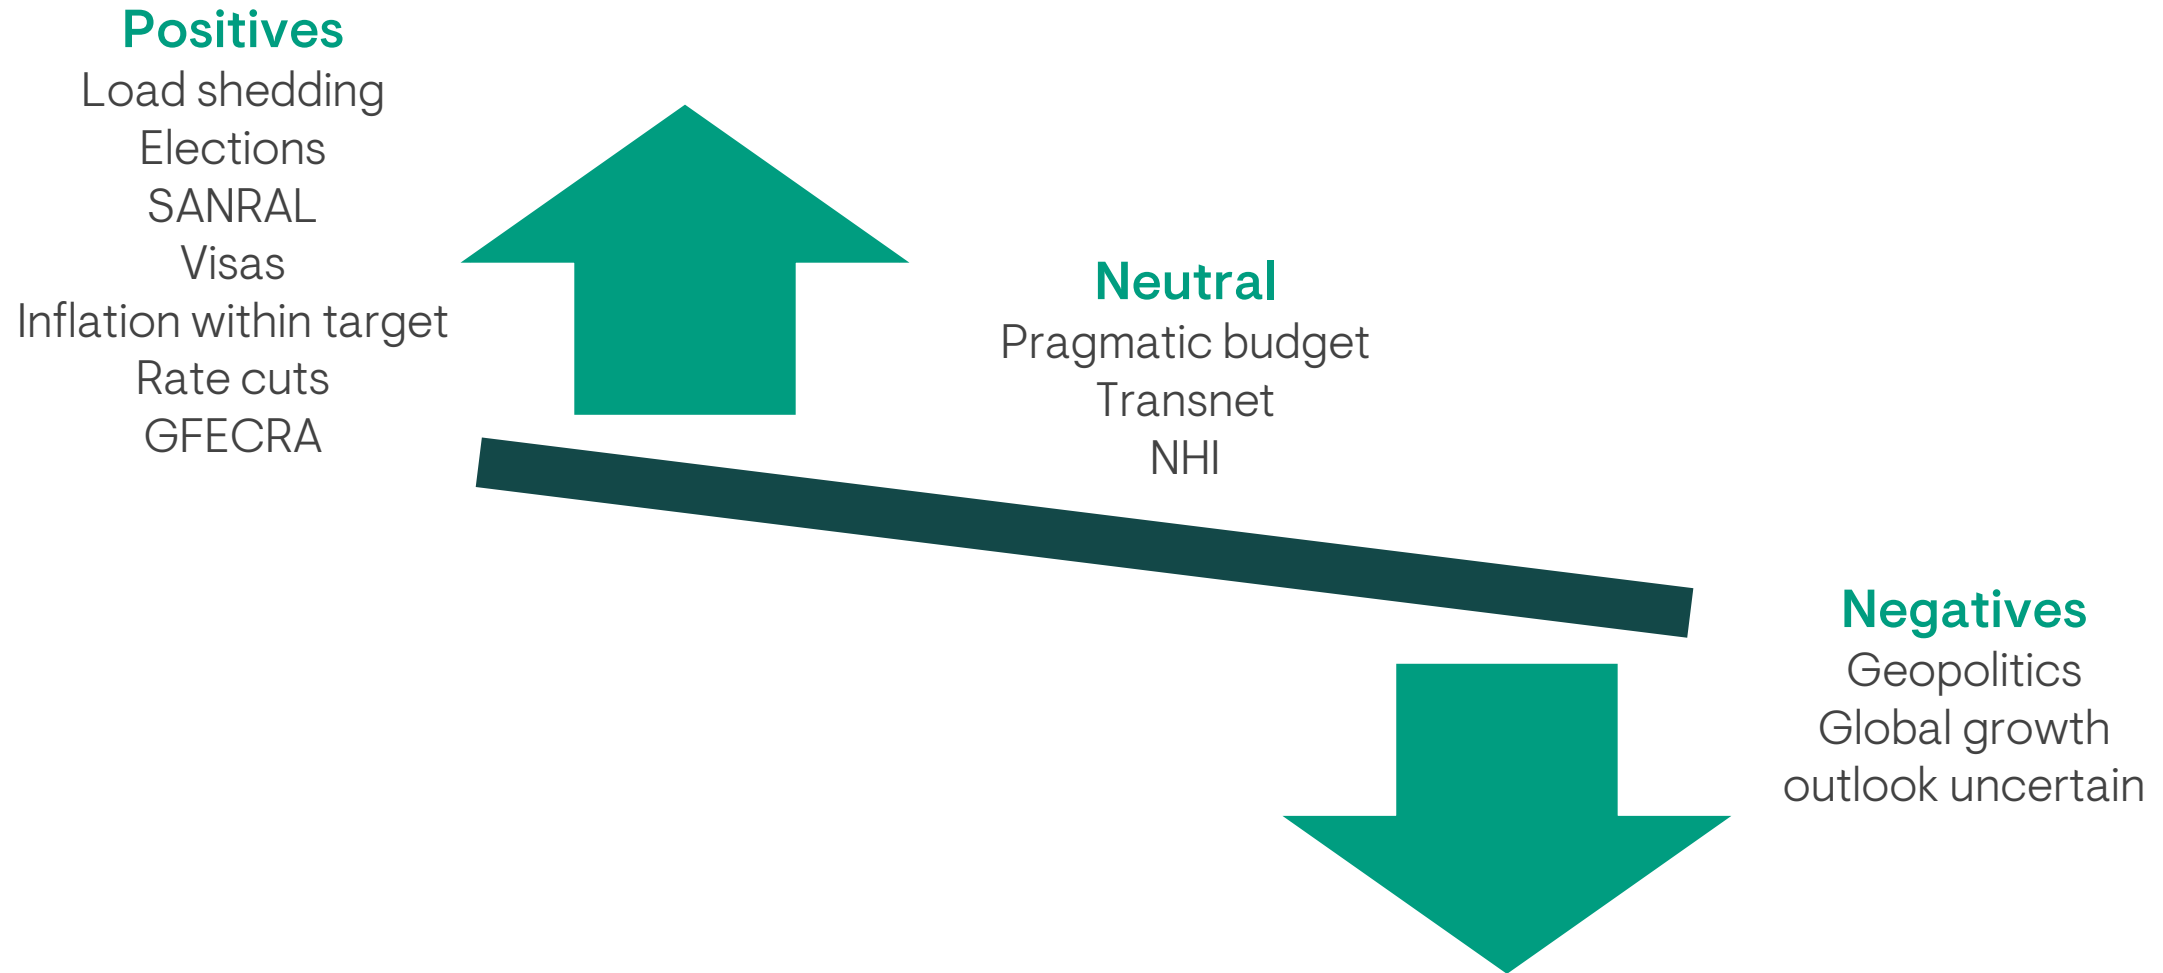 Positives
Load shedding
Elections
SANRAL
Visas
Inflation within target
Rate cuts
GFECRA
Neutral
Pragmatic budget
Transnet
NHI
Negatives
Geopolitics
Global growth
outlook uncertain